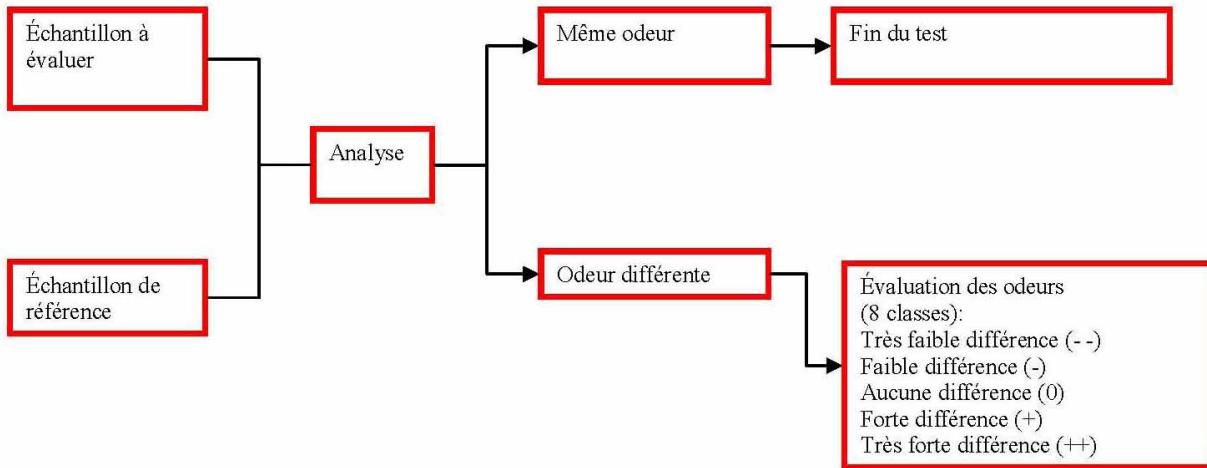 Échantillon à
évaluer
Même odeur
Fin du test
Analyse
Échantillon de
référence
Odeur différente
Évaluation des odeurs
(8 classes):
Très faible différence (- -)
Faible différence (-)
Aucune différence (0)
Forte différence (+)
Très forte différence (++)